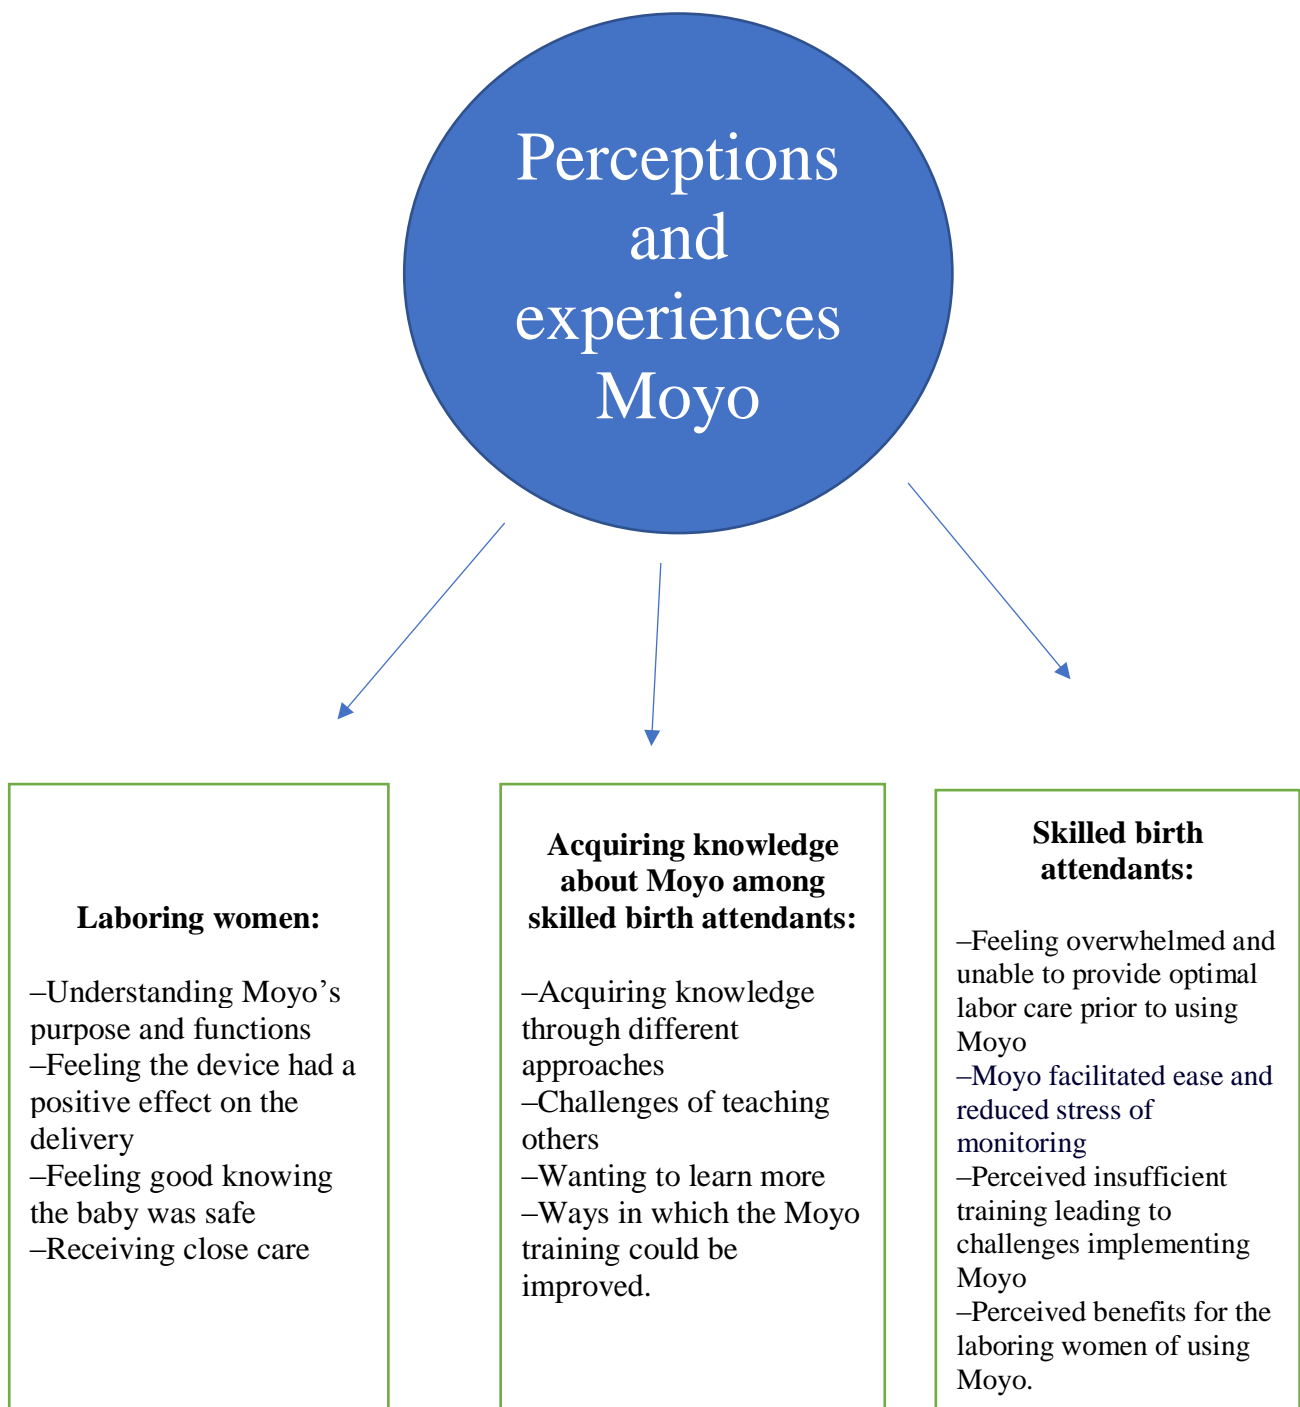 Perceptions
and
experiences
Moyo
Laboring women:
–Understanding Moyo’s
purpose and functions
–Feeling the device had a
positive effect on the
delivery
–Feeling good knowing
the baby was safe
–Receiving close care
Acquiring knowledge
about Moyo among
skilled birth attendants:
–Acquiring knowledge
through different
approaches
–Challenges of teaching
others
–Wanting to learn more
–Ways in which the Moyo
training could be
improved.
Skilled birth
attendants:
–Feeling overwhelmed and
unable to provide optimal
labor care prior to using
Moyo
–Moyo facilitated ease and
reduced stress of
monitoring
–Perceived insufficient
training leading to
challenges implementing
Moyo
–Perceived benefits for the
laboring women of using
Moyo.